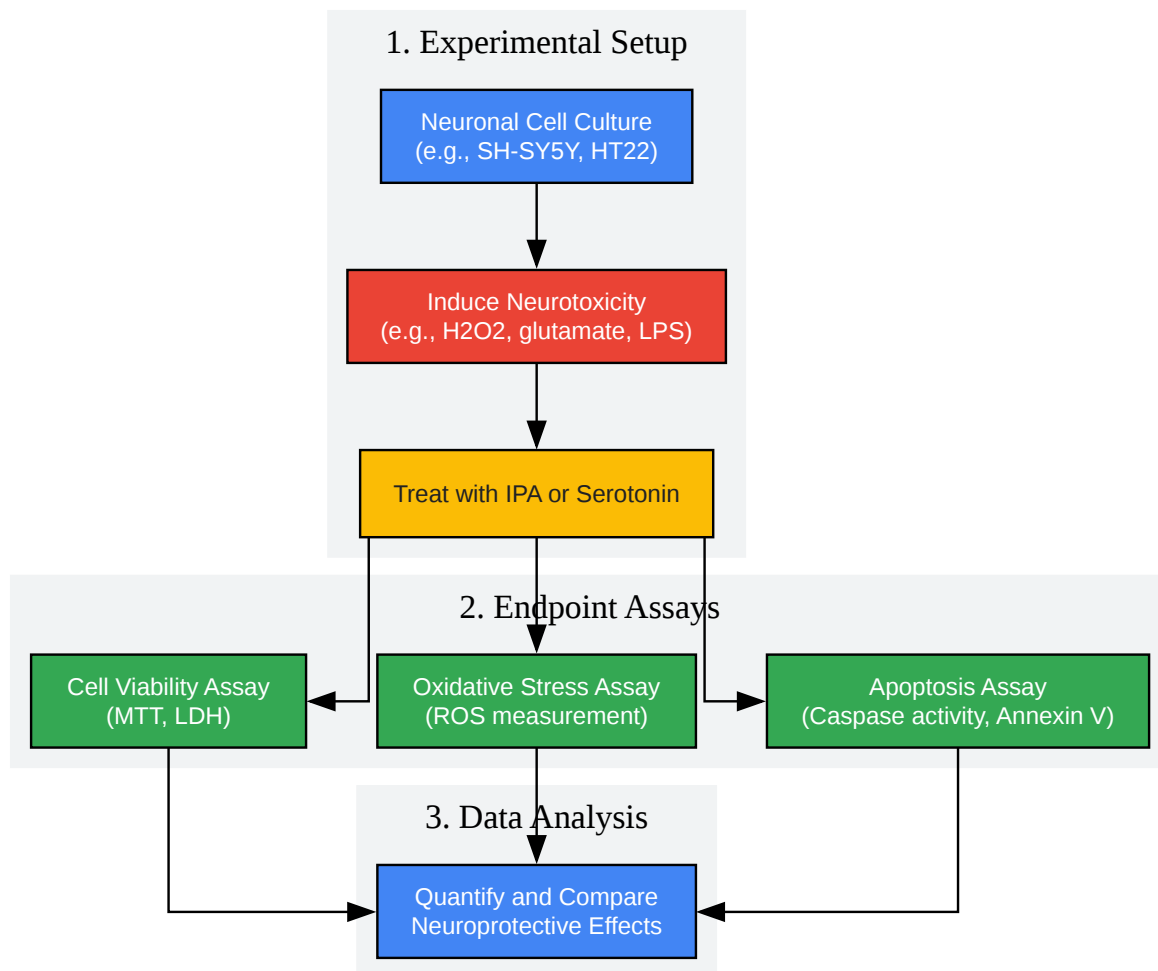 1. Experimental Setup
Neuronal Cell Culture
(e.g., SH-SY5Y, HT22)
Induce Neurotoxicity
(e.g., H2O2, glutamate, LPS)
Treat with IPA or Serotonin
2. Endpoint Assays
Cell Viability Assay
(MTT, LDH)
Oxidative Stress Assay
(ROS measurement)
Apoptosis Assay
(Caspase activity, Annexin V)
3. Data Analysis
Quantify and Compare
Neuroprotective Effects